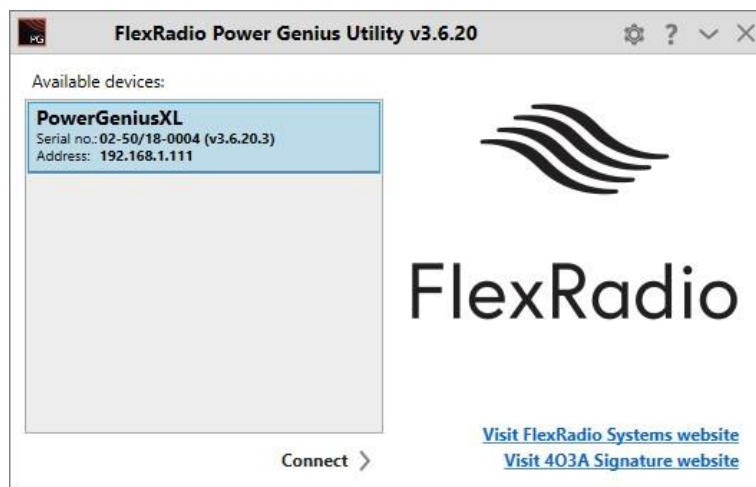 PG
FlexRadio Power Genius Utility v3.6.20
Available devices:
PowerGeniusXL
Serial no.: 02-50/18-0004 (v3.6.20.3)
Address: 192.168.1.111
FlexRadio
Visit FlexRadio Systems website
Connect
Visit 4O3A Signature website